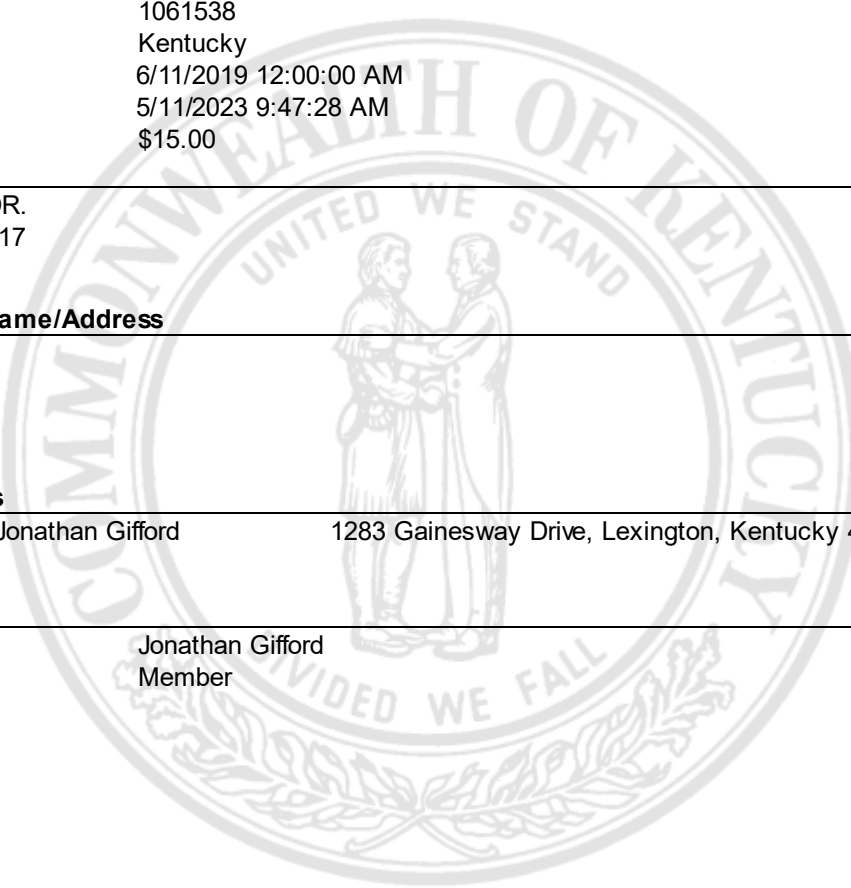 1061538
Kentucky
6/11/2019 12:00:00 AM
5/11/2023 9:47:28 AM
$15.00
DR.
17
ame/Address
s
Jonathan Gifford 1283 Gainesway Drive, Lexington, Kentucky 4
Jonathan Gifford
Member
COMMONWEALTH OF KENTUCKY
UNITED WE STAND
DIVIDED WE FALL